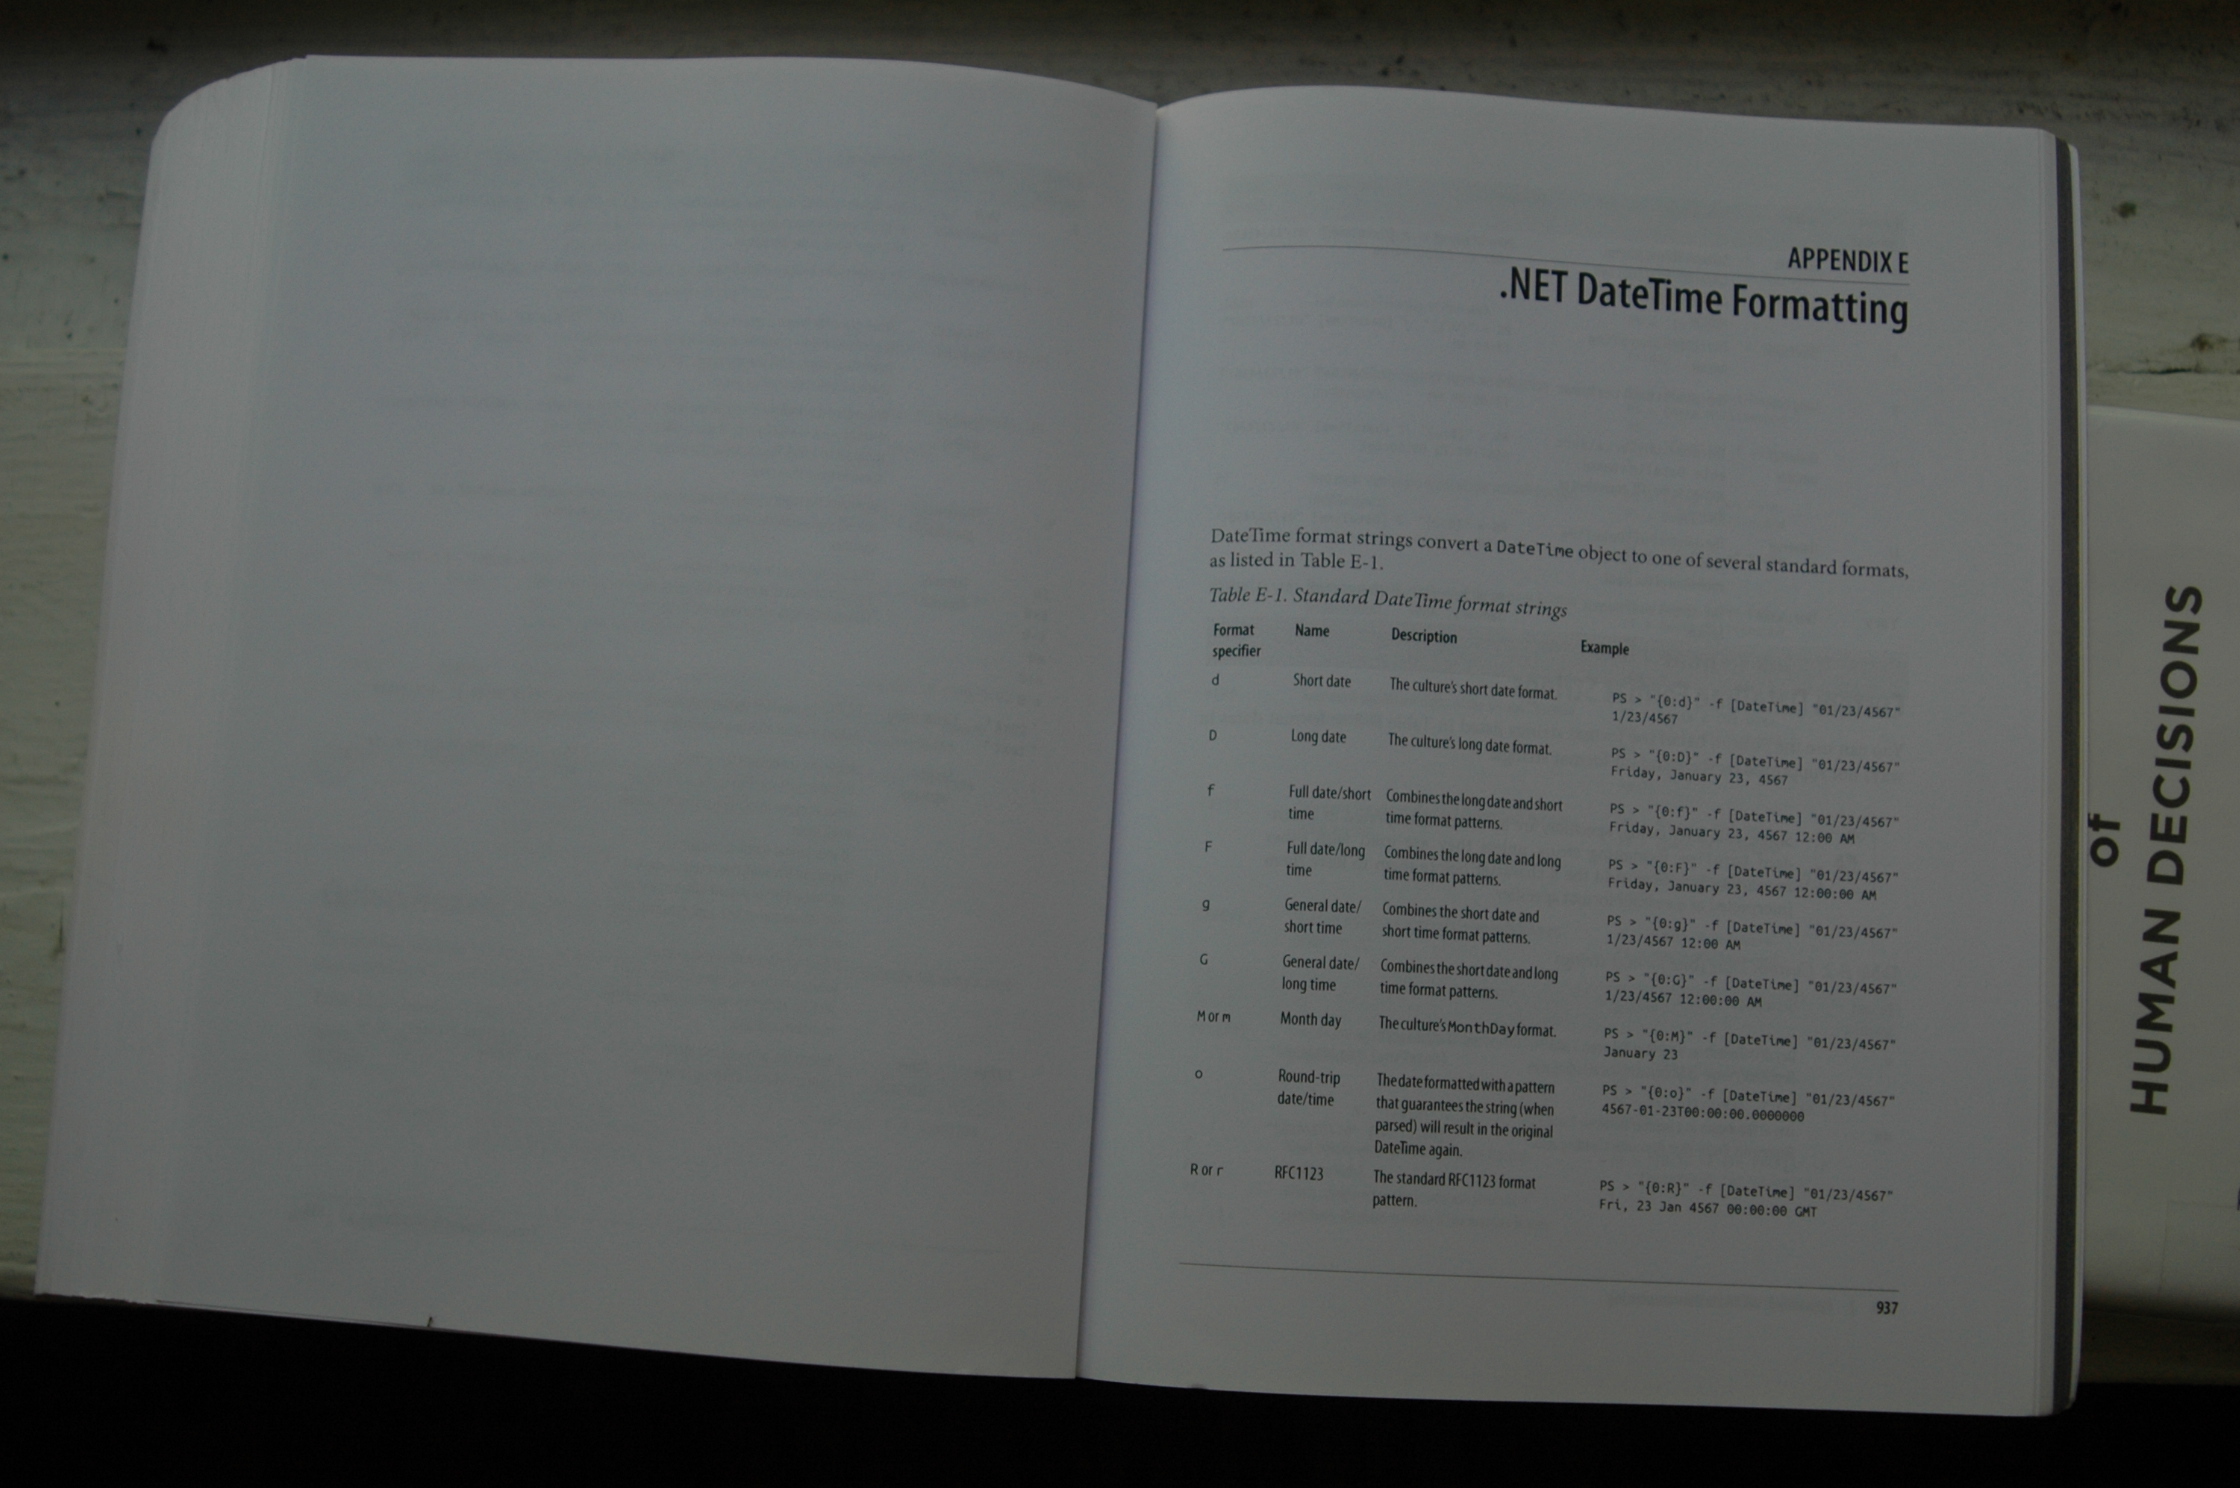 APPENDIX E
.NET DateTime Formatting
DateTime format strings convert a DateTime object to one of several standard formats,
as listed in Table E-1.
Table E-1. Standard DateTime format strings
Format specifier Name Description Example
d Short date The culture's short date format. PS > "{0:d}" -f [DateTime] "01/23/4567"
1/23/4567
D Long date The culture's long date format. PS > "{0:D}" -f [DateTime] "01/23/4567"
Friday, January 23, 4567
f Full date/short Combines the long date and short PS > "{0:f}" -f [DateTime] "01/23/4567"
time time format patterns. Friday, January 23, 4567 12:00 AM
F Full date/long Combines the long date and long PS > "{0:F}" -f [DateTime] "01/23/4567"
time time format patterns. Friday, January 23, 4567 12:00:00 AM
g General date/ Combines the short date and PS > "{0:g}" -f [DateTime] "01/23/4567"
short time short time format patterns. 1/23/4567 12:00 AM
G General date/ Combines the short date and long PS > "{0:G}" -f [DateTime] "01/23/4567"
long time time format patterns. 1/23/4567 12:00:00 AM
M or m Month day The culture's MonthDay format. PS > "{0:M}" -f [DateTime] "01/23/4567"
January 23
o Round-trip The date formatted with a pattern PS > "{0:o}" -f [DateTime] "01/23/4567"
date/time that guarantees the string (when 4567-01-23T00:00:00.0000000
parsed) will result in the original
DateTime again.
R or r RFC1123 The standard RFC1123 format PS > "{0:R}" -f [DateTime] "01/23/4567"
pattern. Fri, 23 Jan 4567 00:00:00 GMT
937
of
HUMAN DECISIONS